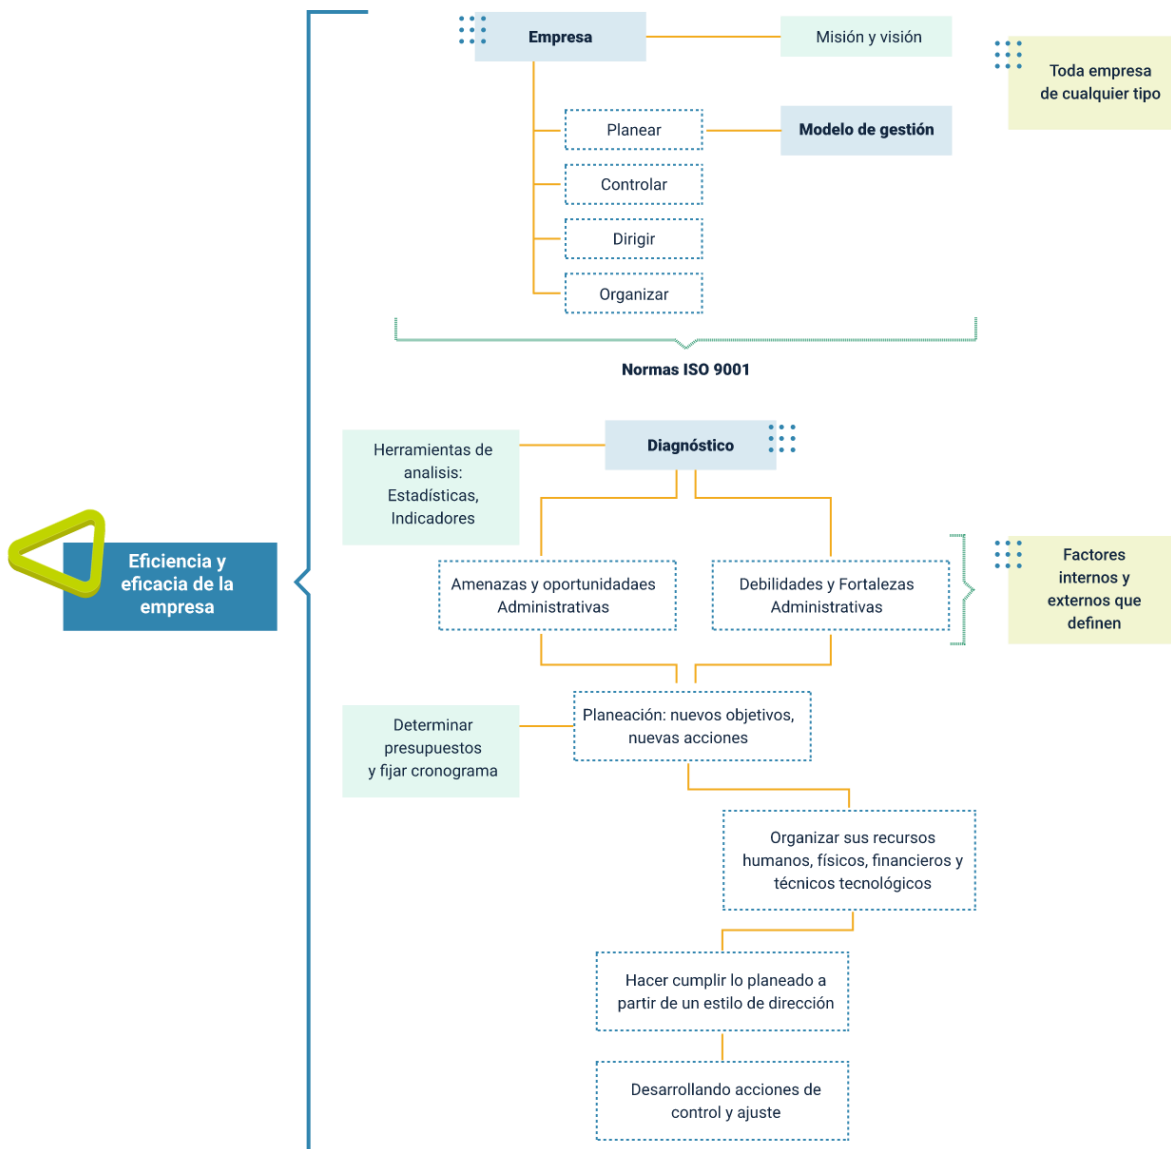 Empresa
Misión y visión
Toda empresa
de cualquier tipo
Planear
Modelo de gestión
Controlar
Dirigir
Organizar
Normas ISO 9001
Herramientas de
analisis:
Estadísticas,
Indicadores
Diagnóstico
Eficiencia y
eficacia de la
empresa
Amenazas y oportunidadaes
Administrativas
Debilidades y Fortalezas
Administrativas
Factores
internos y
externos que
definen
Determinar
presupuestos
y fijar cronograma
Planeación: nuevos objetivos,
nuevas acciones
Organizar sus recursos
humanos, físicos, financieros y
técnicos tecnológicos
Hacer cumplir lo planeado a
partir de un estilo de dirección
Desarrollando acciones de
control y ajuste